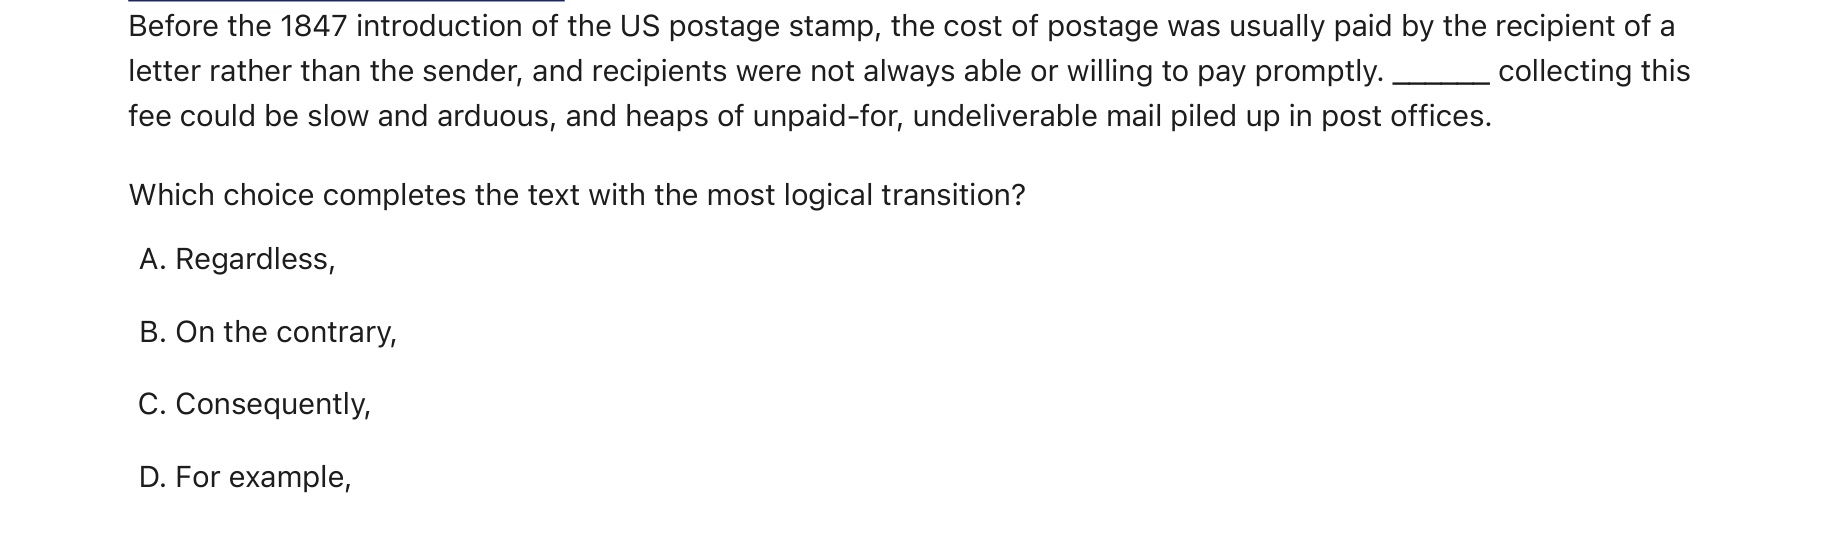 Before the 1847 introduction of the US postage stamp, the cost of postage was usually paid by the recipient of a
letter rather than the sender, and recipients were not always able or willing to pay promptly. ______ collecting this
fee could be slow and arduous, and heaps of unpaid-for, undeliverable mail piled up in post offices.
Which choice completes the text with the most logical transition?
A. Regardless,
B. On the contrary,
C. Consequently,
D. For example,